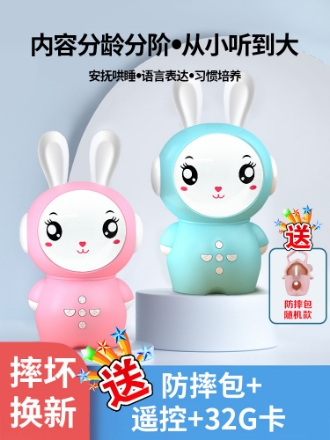 内容分龄分阶•从小听到大
安抚哄睡•语言表达•习惯培养
送
防摔包
随机款
摔坏
换新
送
防摔包+
遥控+32G卡